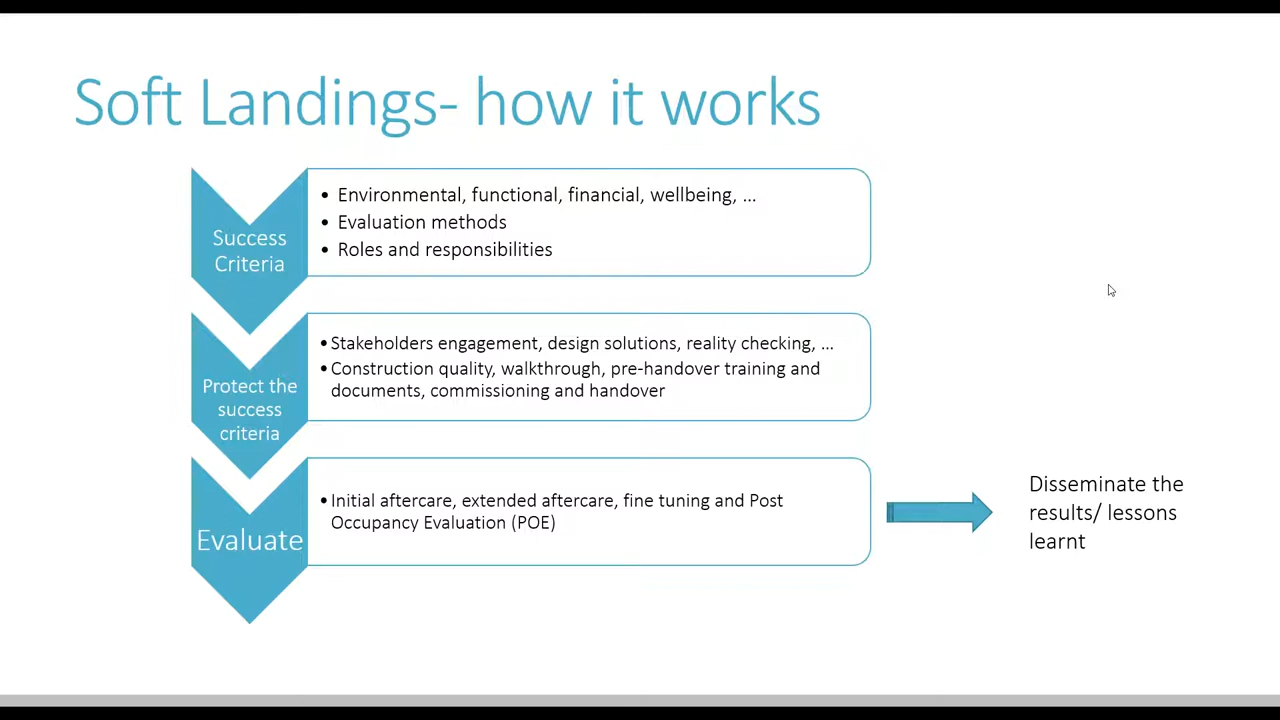 Soft Landings- how it works
Success
Criteria
• Environmental, functional, financial, wellbeing, ...
• Evaluation methods
• Roles and responsibilities
Protect the
success
criteria
• Stakeholders engagement, design solutions, reality checking, ...
• Construction quality, walkthrough, pre-handover training and
documents, commissioning and handover
Evaluate
• Initial aftercare, extended aftercare, fine tuning and Post
Occupancy Evaluation (POE)
Disseminate the
results/ lessons
learnt